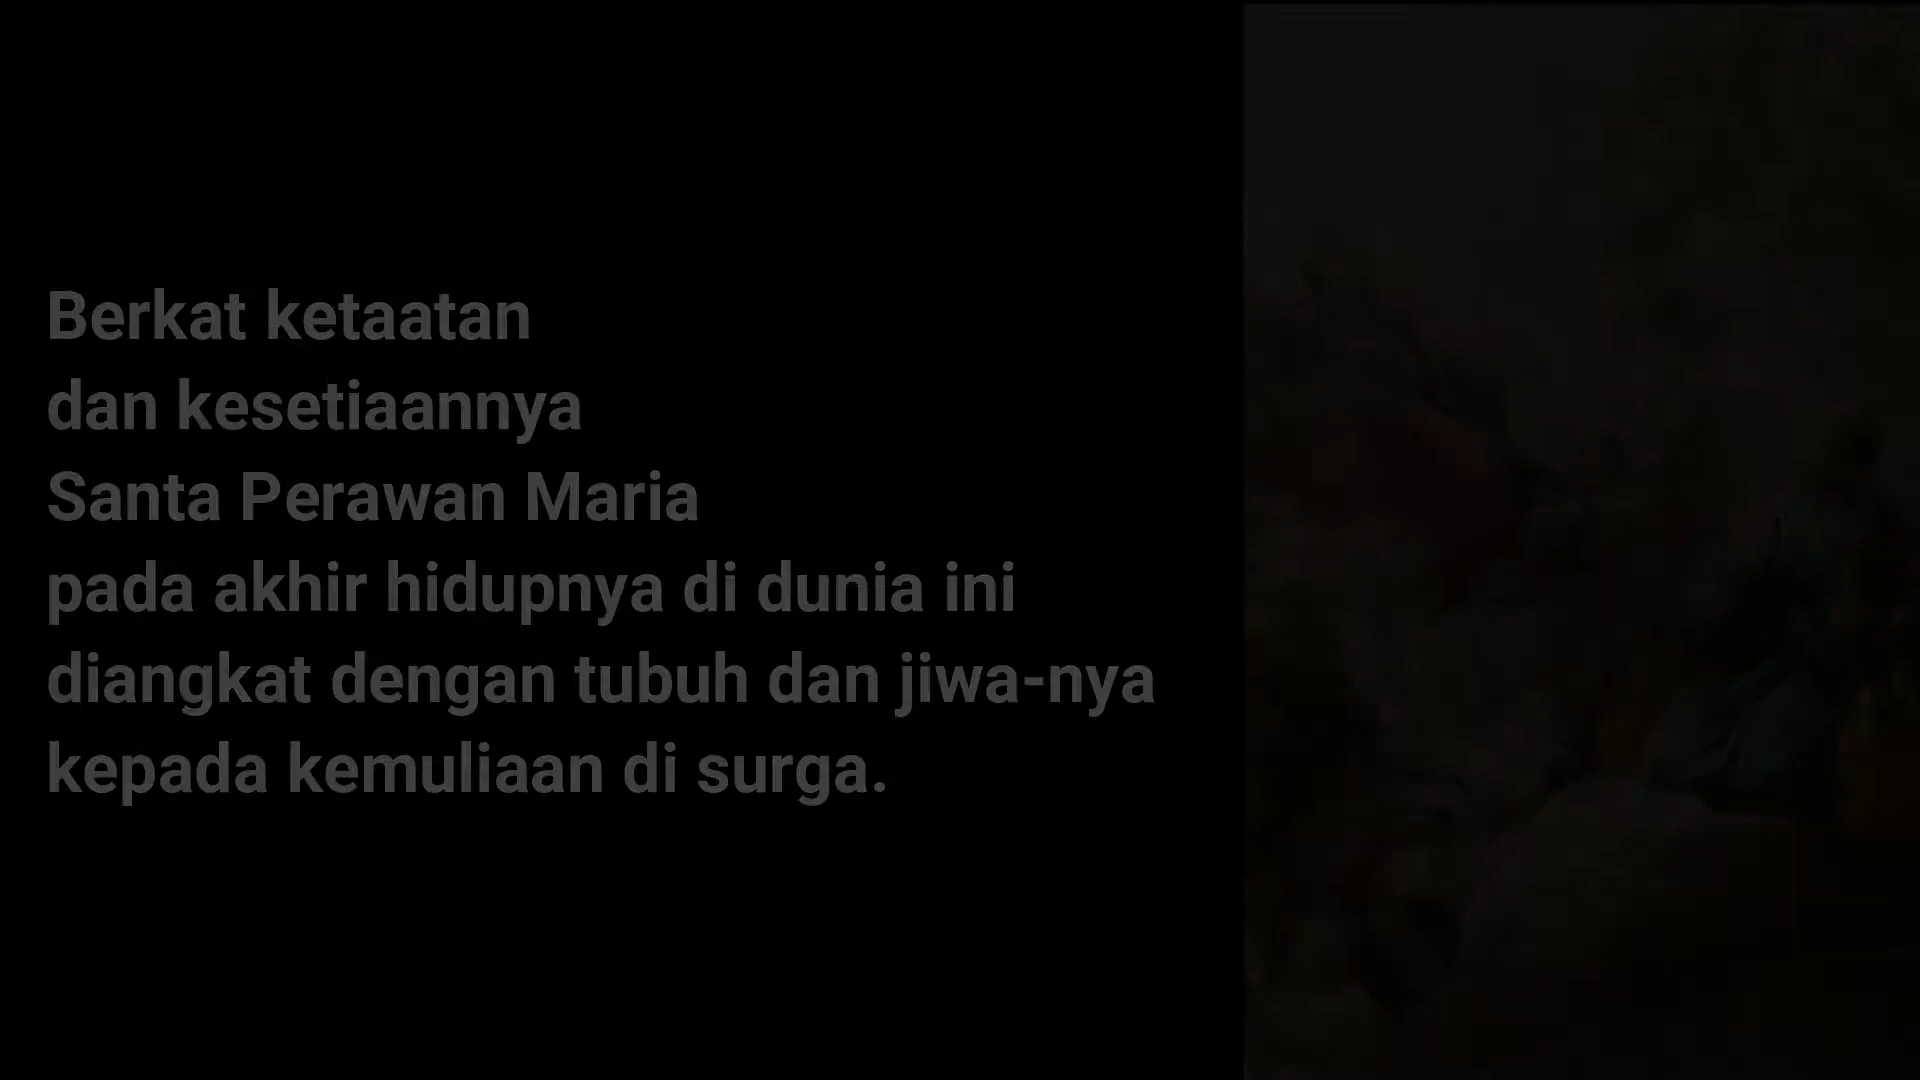 Berkat ketaatan
dan kesetiaannya
Santa Perawan Maria
pada akhir hidupnya di dunia ini
diangkat dengan tubuh dan jiwa-nya
kepada kemuliaan di surga.